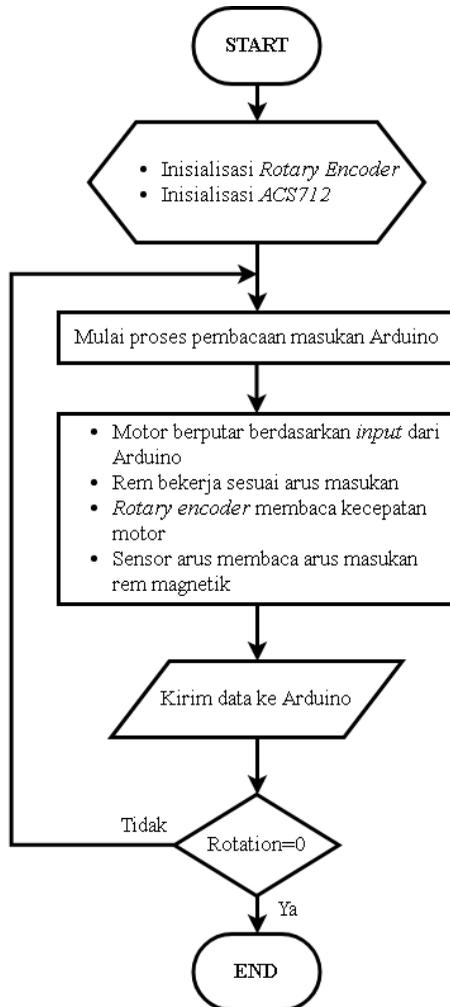 START
• Inisialisasi Rotary Encoder
• Inisialisasi ACS712
Mulai proses pembacaan masukan Arduino
• Motor berputar berdasarkan input dari
Arduino
• Rem bekerja sesuai arus masukan
• Rotary encoder membaca kecepatan
motor
• Sensor arus membaca arus masukan
rem magnetik
Kirim data ke Arduino
Tidak
Rotation=0
Ya
END